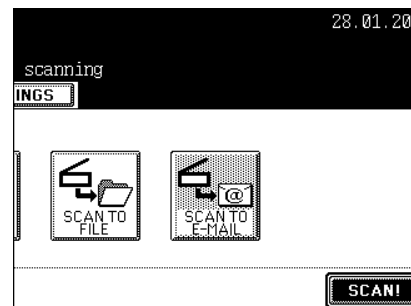 28.01.20
scanning
INGS
SCAN TO
FILE
@
SCAN TO
E-MAIL
SCAN!